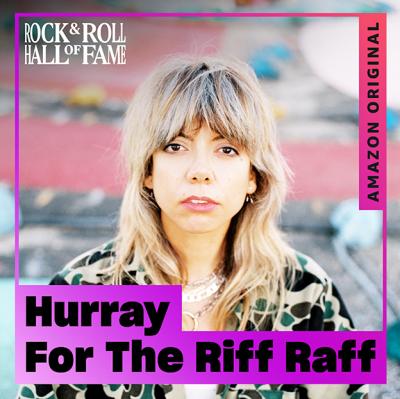 ROCK & ROLL
HALL OF FAME
AMAZON ORIGINAL
Hurray
For The Riff Raff